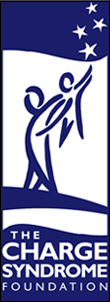 THE
CHARGE
SYNDROME
FOUNDATION